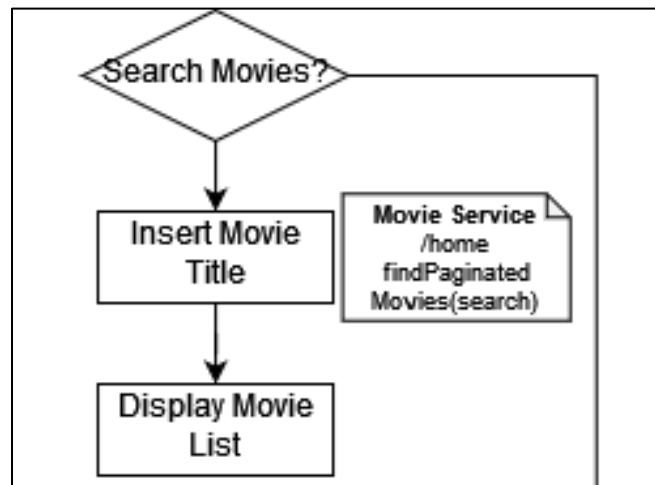 Search Movies?
Insert Movie
Title
Movie Service
/home
findPaginated
Movies(search)
Display Movie
List